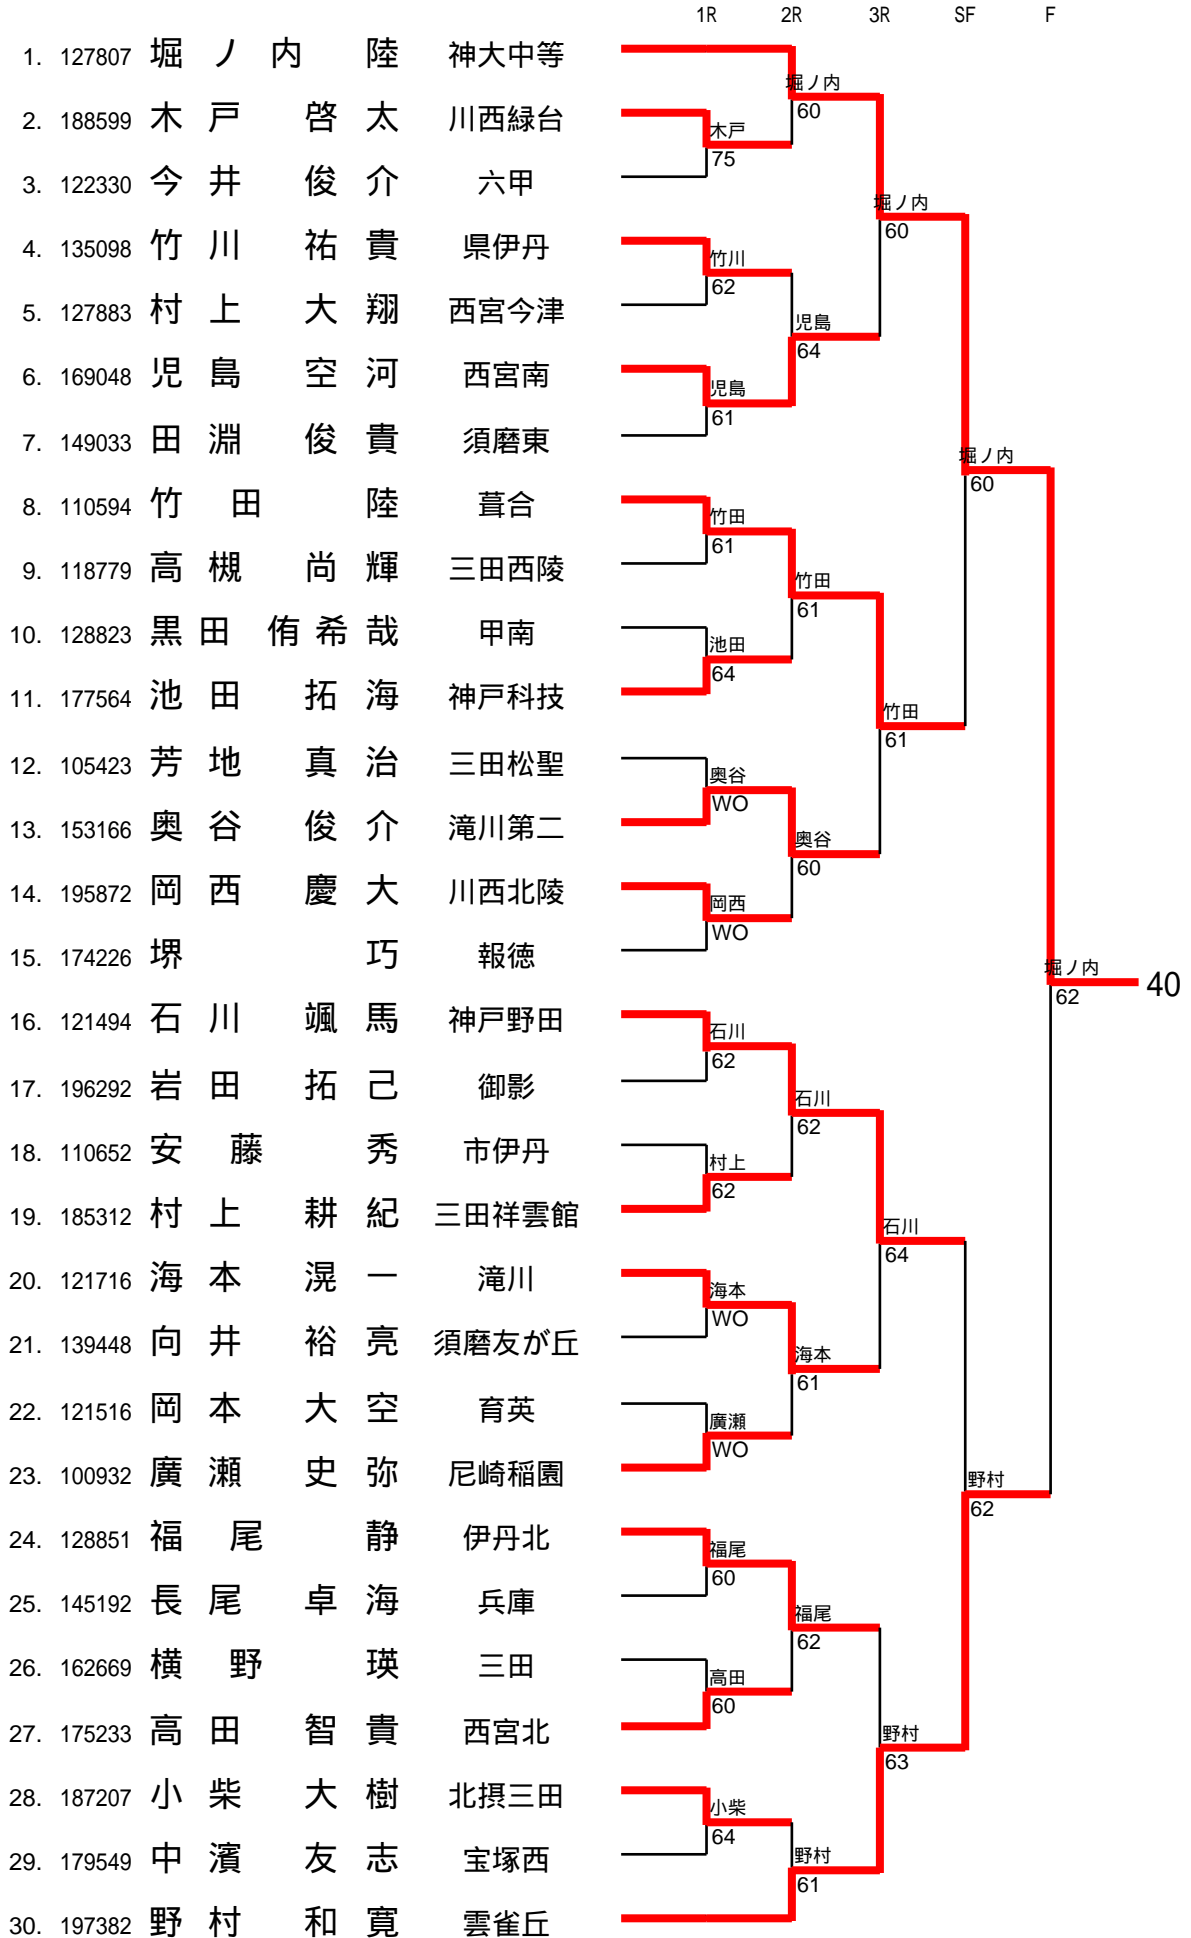 1R 2R 3R SF F
1. 127807 堀ノ内 陸 神大中等
堀ノ内
60
2. 188599 木戸 啓太 川西緑台
木戸
75
3. 122330 今井 俊介 六甲
堀ノ内
60
4. 135098 竹川 祐貴 県伊丹
竹川
62
5. 127883 村上 大翔 西宮今津
児島
64
6. 169048 児島 空河 西宮南
児島
61
7. 149033 田淵 俊貴 須磨東
堀ノ内
60
8. 110594 竹田 陸 葺合
竹田
61
9. 118779 高槻 尚輝 三田西陵
竹田
61
10. 128823 黒田 侑希哉 甲南
池田
64
11. 177564 池田 拓海 神戸科技
竹田
61
12. 105423 芳地 真治 三田松聖
奥谷
WO
13. 153166 奥谷 俊介 滝川第二
奥谷
60
14. 195872 岡西 慶大 川西北陵
岡西
WO
15. 174226 堺 巧 報徳
堀ノ内
62
40
16. 121494 石川 颯馬 神戸野田
石川
62
17. 196292 岩田 拓己 御影
石川
62
18. 110652 安藤 秀 市伊丹
村上
62
19. 185312 村上 耕紀 三田祥雲館
石川
64
20. 121716 海本 滉一 滝川
海本
WO
21. 139448 向井 裕亮 須磨友が丘
海本
61
22. 121516 岡本 大空 育英
廣瀬
WO
23. 100932 廣瀬 史弥 尼崎稲園
野村
62
24. 128851 福尾 静 伊丹北
福尾
60
25. 145192 長尾 卓海 兵庫
福尾
62
26. 162669 横野 瑛 三田
高田
60
27. 175233 高田 智貴 西宮北
野村
63
28. 187207 小柴 大樹 北摂三田
小柴
64
29. 179549 中濱 友志 宝塚西
野村
61
30. 197382 野村 和寛 雲雀丘